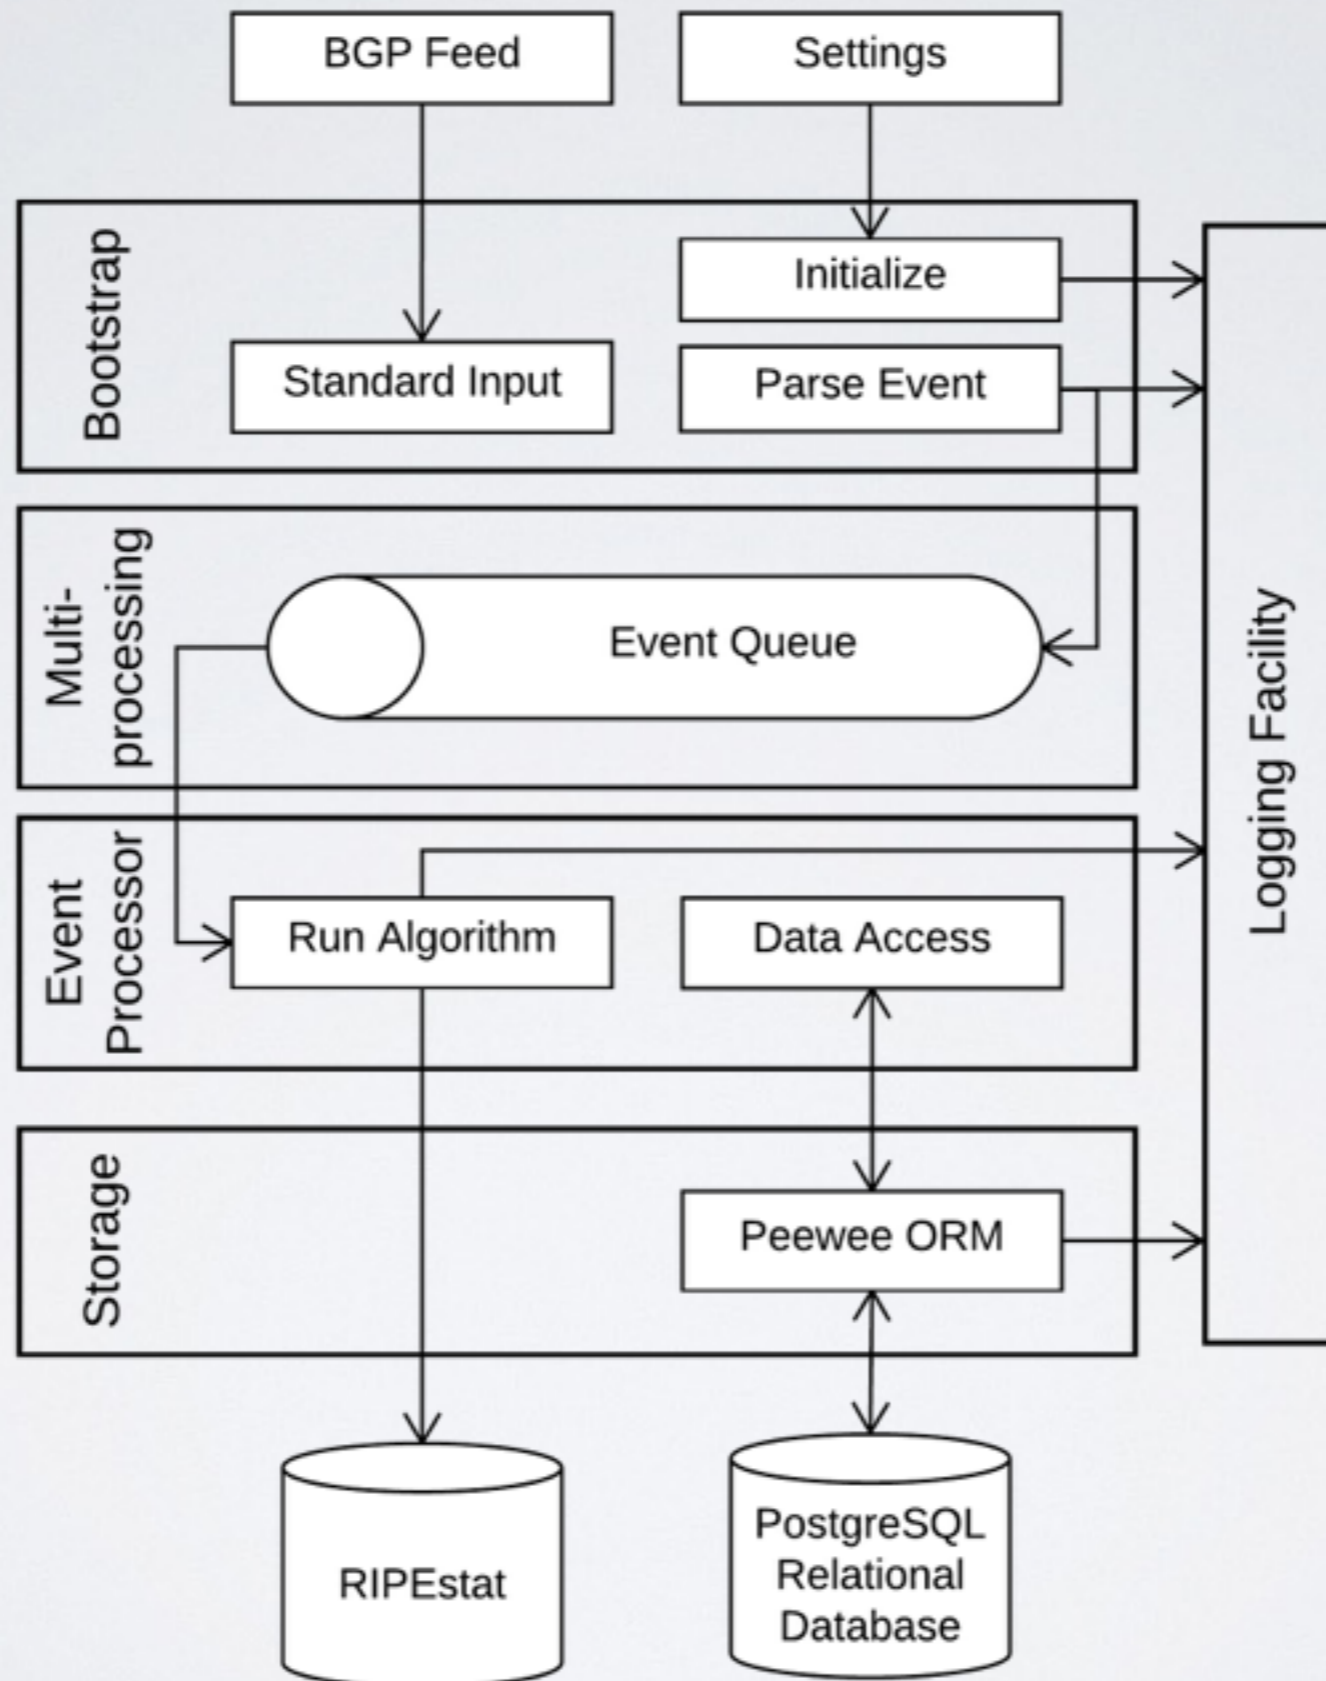 BGP Feed
Settings
Bootstrap
Initialize
Standard Input
Parse Event
Multi-
processing
Event Queue
Logging Facility
Event
Processor
Run Algorithm
Data Access
Storage
Peewee ORM
RIPEstat
PostgreSQL
Relational
Database